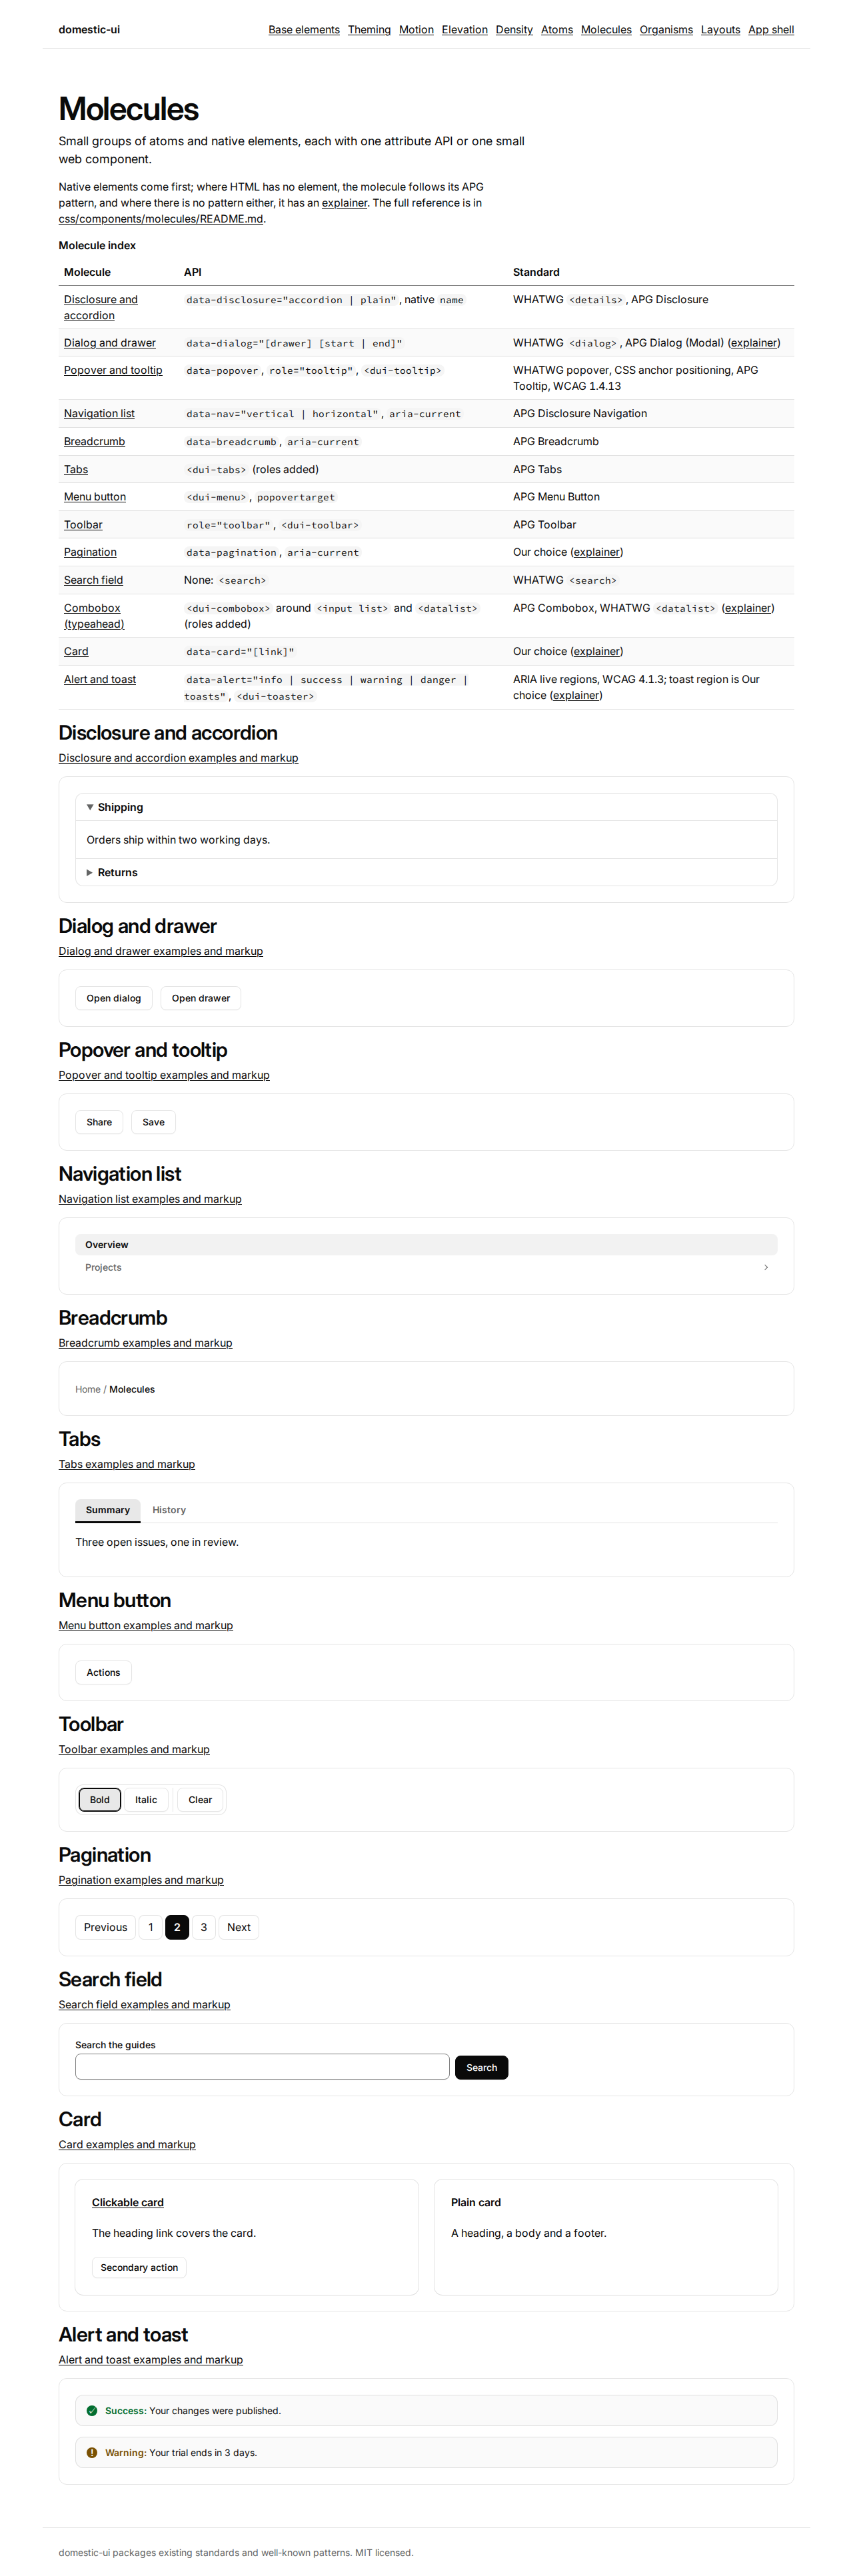 domestic-ui Base elements Theming Motion Elevation Density Atoms Molecules Organisms Layouts App shell
Molecules
Small groups of atoms and native elements, each with one attribute API or one small
web component.
Native elements come first; where HTML has no element, the molecule follows its APG
pattern, and where there is no pattern either, it has an explainer. The full reference is in
css/components/molecules/README.md.
Molecule index
Molecule API Standard
Disclosure and
accordion
data-disclosure="accordion | plain", native name
WHATWG <details>, APG Disclosure
Dialog and drawer
data-dialog="[drawer] [start | end]"
WHATWG <dialog>, APG Dialog (Modal) (explainer)
Popover and tooltip
data-popover, role="tooltip", <dui-tooltip>
WHATWG popover, CSS anchor positioning, APG
Tooltip, WCAG 1.4.13
Navigation list
data-nav="vertical | horizontal", aria-current
APG Disclosure Navigation
Breadcrumb
data-breadcrumb, aria-current
APG Breadcrumb
Tabs
<dui-tabs> (roles added)
APG Tabs
Menu button
<dui-menu>, popovertarget
APG Menu Button
Toolbar
role="toolbar", <dui-toolbar>
APG Toolbar
Pagination
data-pagination, aria-current
Our choice (explainer)
Search field
None: <search>
WHATWG <search>
Combobox
(typeahead)
<dui-combobox> around <input list> and <datalist>
(roles added)
APG Combobox, WHATWG <datalist> (explainer)
Card
data-card="[link]"
Our choice (explainer)
Alert and toast
data-alert="info | success | warning | danger |
toasts", <dui-toaster>
ARIA live regions, WCAG 4.1.3; toast region is Our
choice (explainer)
Disclosure and accordion
Disclosure and accordion examples and markup
Shipping
Orders ship within two working days.
Returns
Dialog and drawer
Dialog and drawer examples and markup
Open dialog Open drawer
Popover and tooltip
Popover and tooltip examples and markup
Share Save
Navigation list
Navigation list examples and markup
Overview
Projects
Breadcrumb
Breadcrumb examples and markup
Home / Molecules
Tabs
Tabs examples and markup
Summary History
Three open issues, one in review.
Menu button
Menu button examples and markup
Actions
Toolbar
Toolbar examples and markup
Bold Italic Clear
Pagination
Pagination examples and markup
Previous 1 2 3 Next
Search field
Search field examples and markup
Search the guides
Search
Card
Card examples and markup
Clickable card
The heading link covers the card.
Secondary action
Plain card
A heading, a body and a footer.
Alert and toast
Alert and toast examples and markup
Success: Your changes were published.
Warning: Your trial ends in 3 days.
domestic-ui packages existing standards and well-known patterns. MIT licensed.